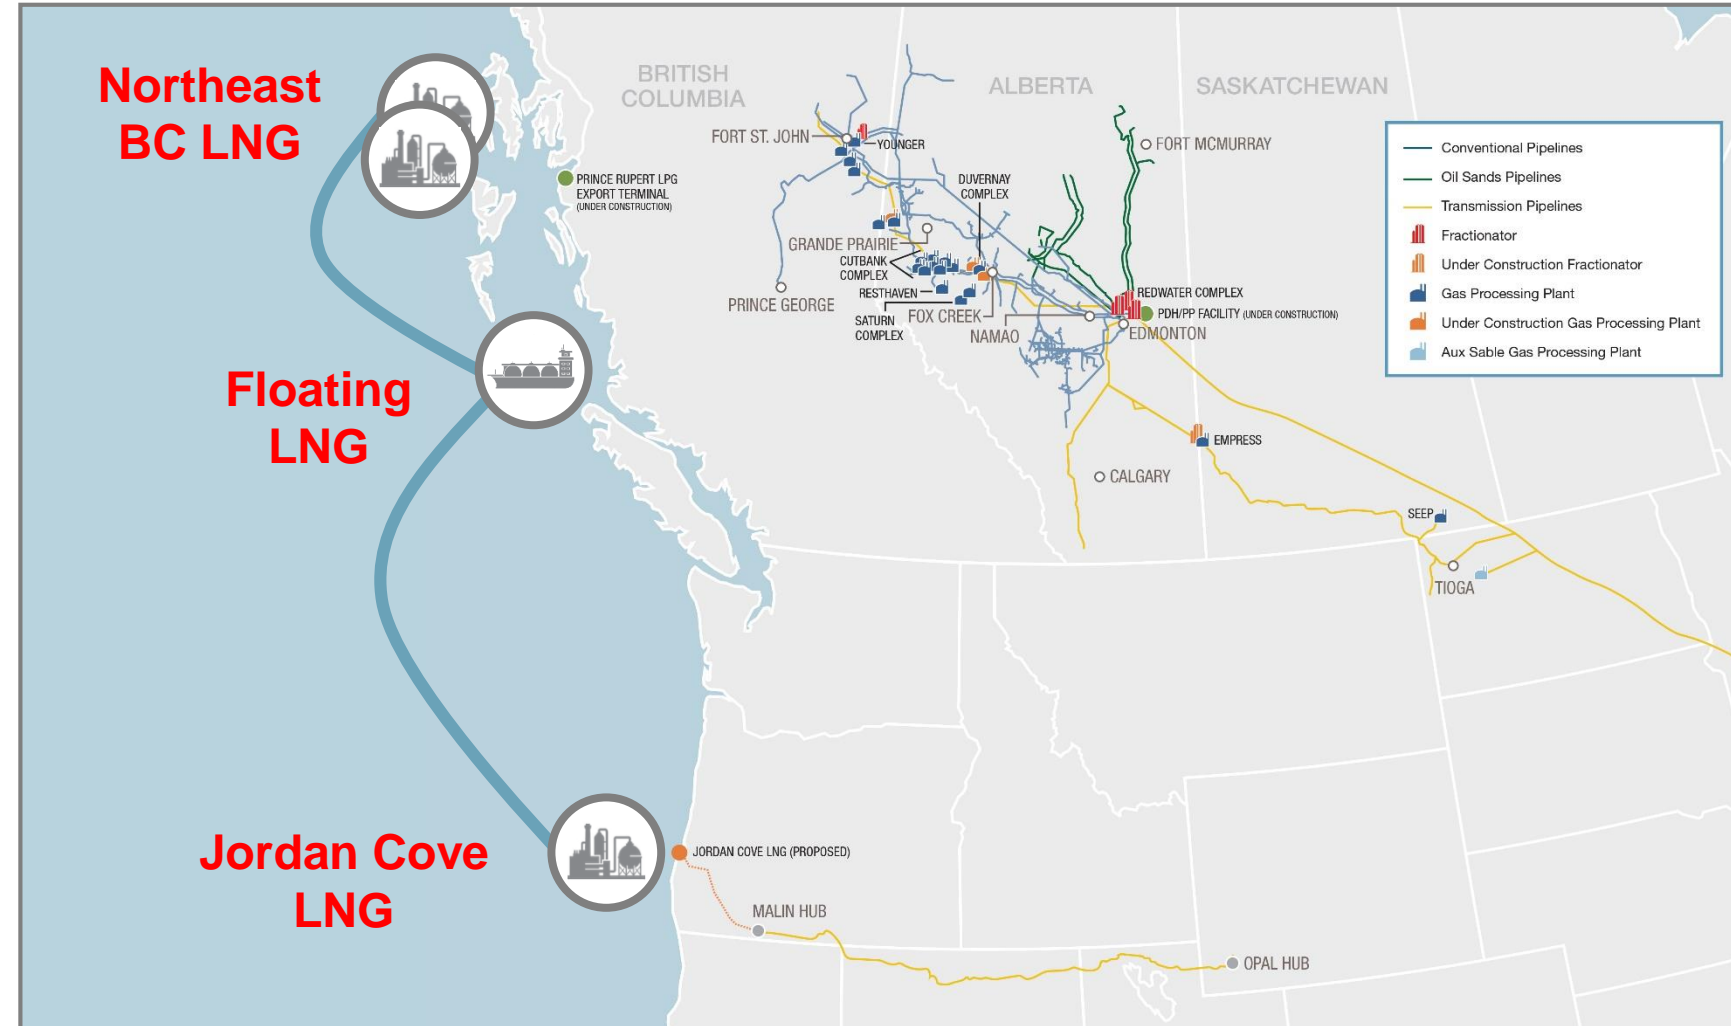 Northeast
BC LNG
Floating
LNG
Jordan Cove
LNG
BRITISH
COLUMBIA
ALBERTA
SASKATCHEWAN
FORT ST. JOHN
YOUNGER
FORT MCMURRAY
PRINCE RUPERT LPG
EXPORT TERMINAL
(UNDER CONSTRUCTION)
DUVERNAY
COMPLEX
GRANDE PRAIRIE
CUTBANK
COMPLEX
PRINCE GEORGE
RESTHAVEN
SATURN
COMPLEX
FOX CREEK
NAMAO
REDWATER COMPLEX
PDH/PP FACILITY (UNDER CONSTRUCTION)
EDMONTON
EMPRESS
CALGARY
SEEP
TIOGA
JORDAN COVE LNG (PROPOSED)
MALIN HUB
OPAL HUB
Conventional Pipelines
Oil Sands Pipelines
Transmission Pipelines
Fractionator
Under Construction Fractionator
Gas Processing Plant
Under Construction Gas Processing Plant
Aux Sable Gas Processing Plant